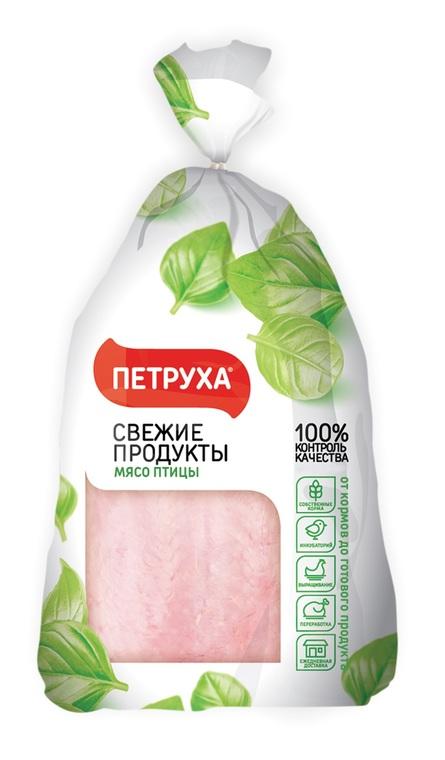 ПЕТРУХА®
СВЕЖИЕ
ПРОДУКТЫ
МЯСО ПТИЦЫ
100%
КОНТРОЛЬ
КАЧЕСТВА
СОБСТВЕННЫЕ
КОРМА
ИНКУБАТОРИЙ
ВЫРАЩИВАНИЕ
ПЕРЕРАБОТКА
ЕЖЕДНЕВНАЯ
ДОСТАВКА
от кормов до готового продукта